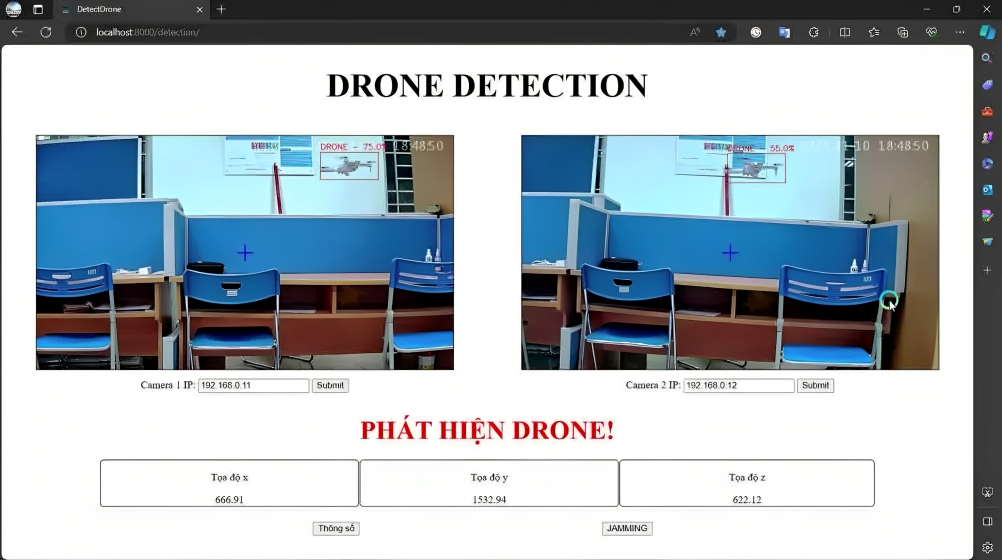 DetectDrone
localhost:8000/detection/
DRONE DETECTION
DRONE - 75.0%
18:48:50
DRONE - 55.0%
10 18:48:50
Camera 1 IP: 192.168.0.11 Submit
Camera 2 IP: 192.168.0.12 Submit
PHÁT HIỆN DRONE!
Tọa độ x
Tọa độ y
Tọa độ z
666.91
1532.94
622.12
Thông số
JAMMING